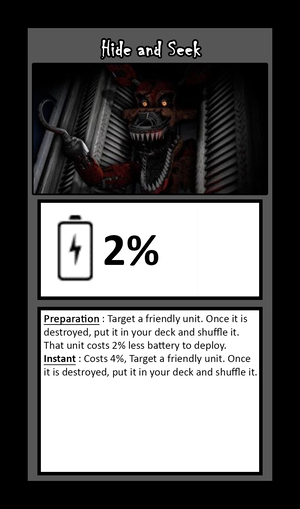 Hide and Seek
2%
Preparation : Target a friendly unit. Once it is
destroyed, put it in your deck and shuffle it.
That unit costs 2% less battery to deploy.
Instant : Costs 4%, Target a friendly unit. Once
it is destroyed, put it in your deck and shuffle it.